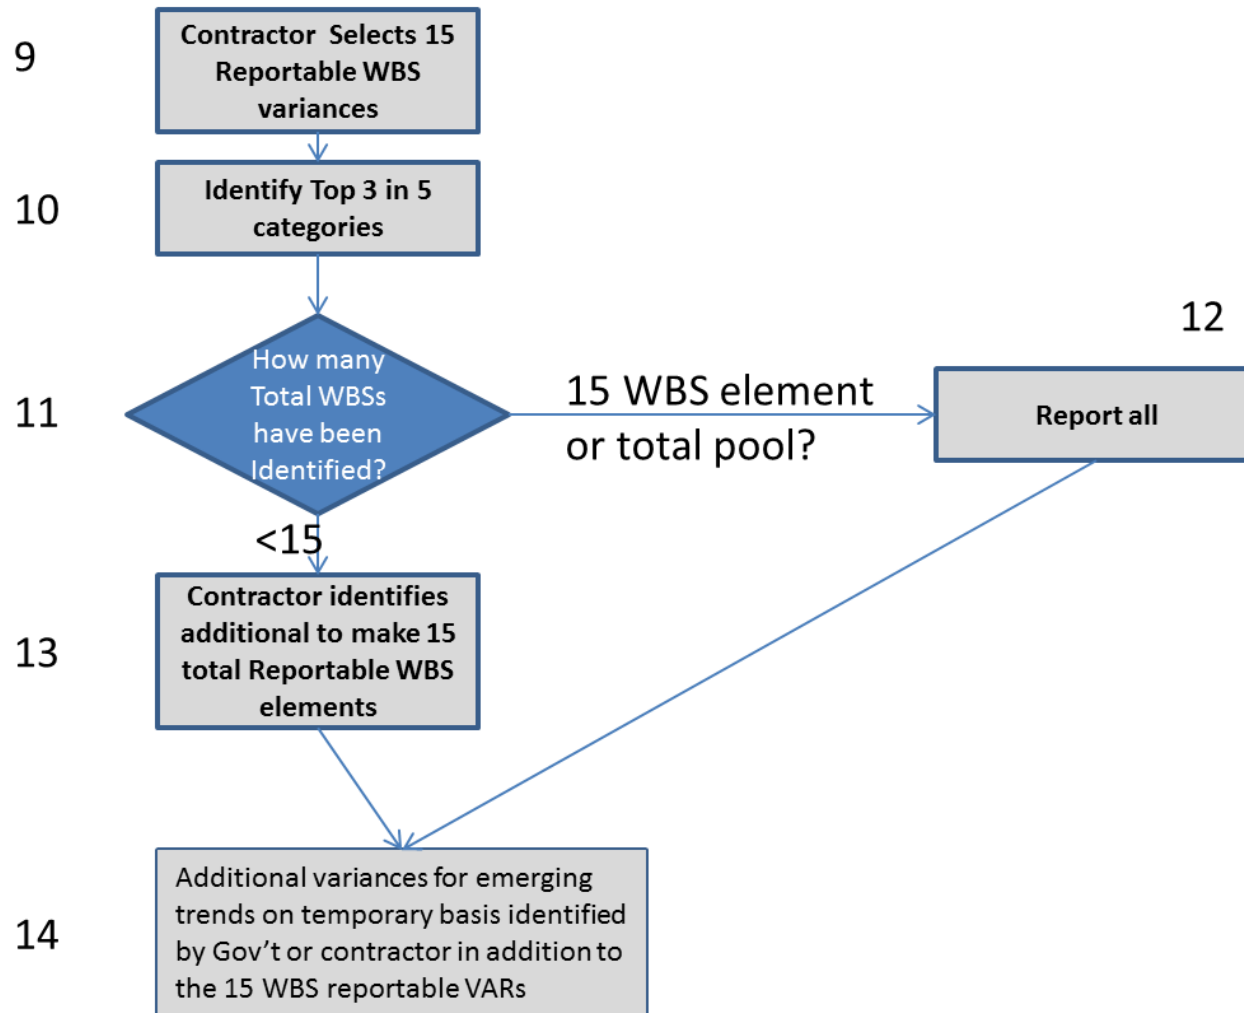 9
Contractor Selects 15
Reportable WBS
variances
10
Identify Top 3 in 5
categories
12
11
How many
Total WBSs
have been
Identified?
15 WBS element
or total pool?
Report all
<15
13
Contractor identifies
additional to make 15
total Reportable WBS
elements
14
Additional variances for emerging
trends on temporary basis identified
by Gov’t or contractor in addition to
the 15 WBS reportable VARs